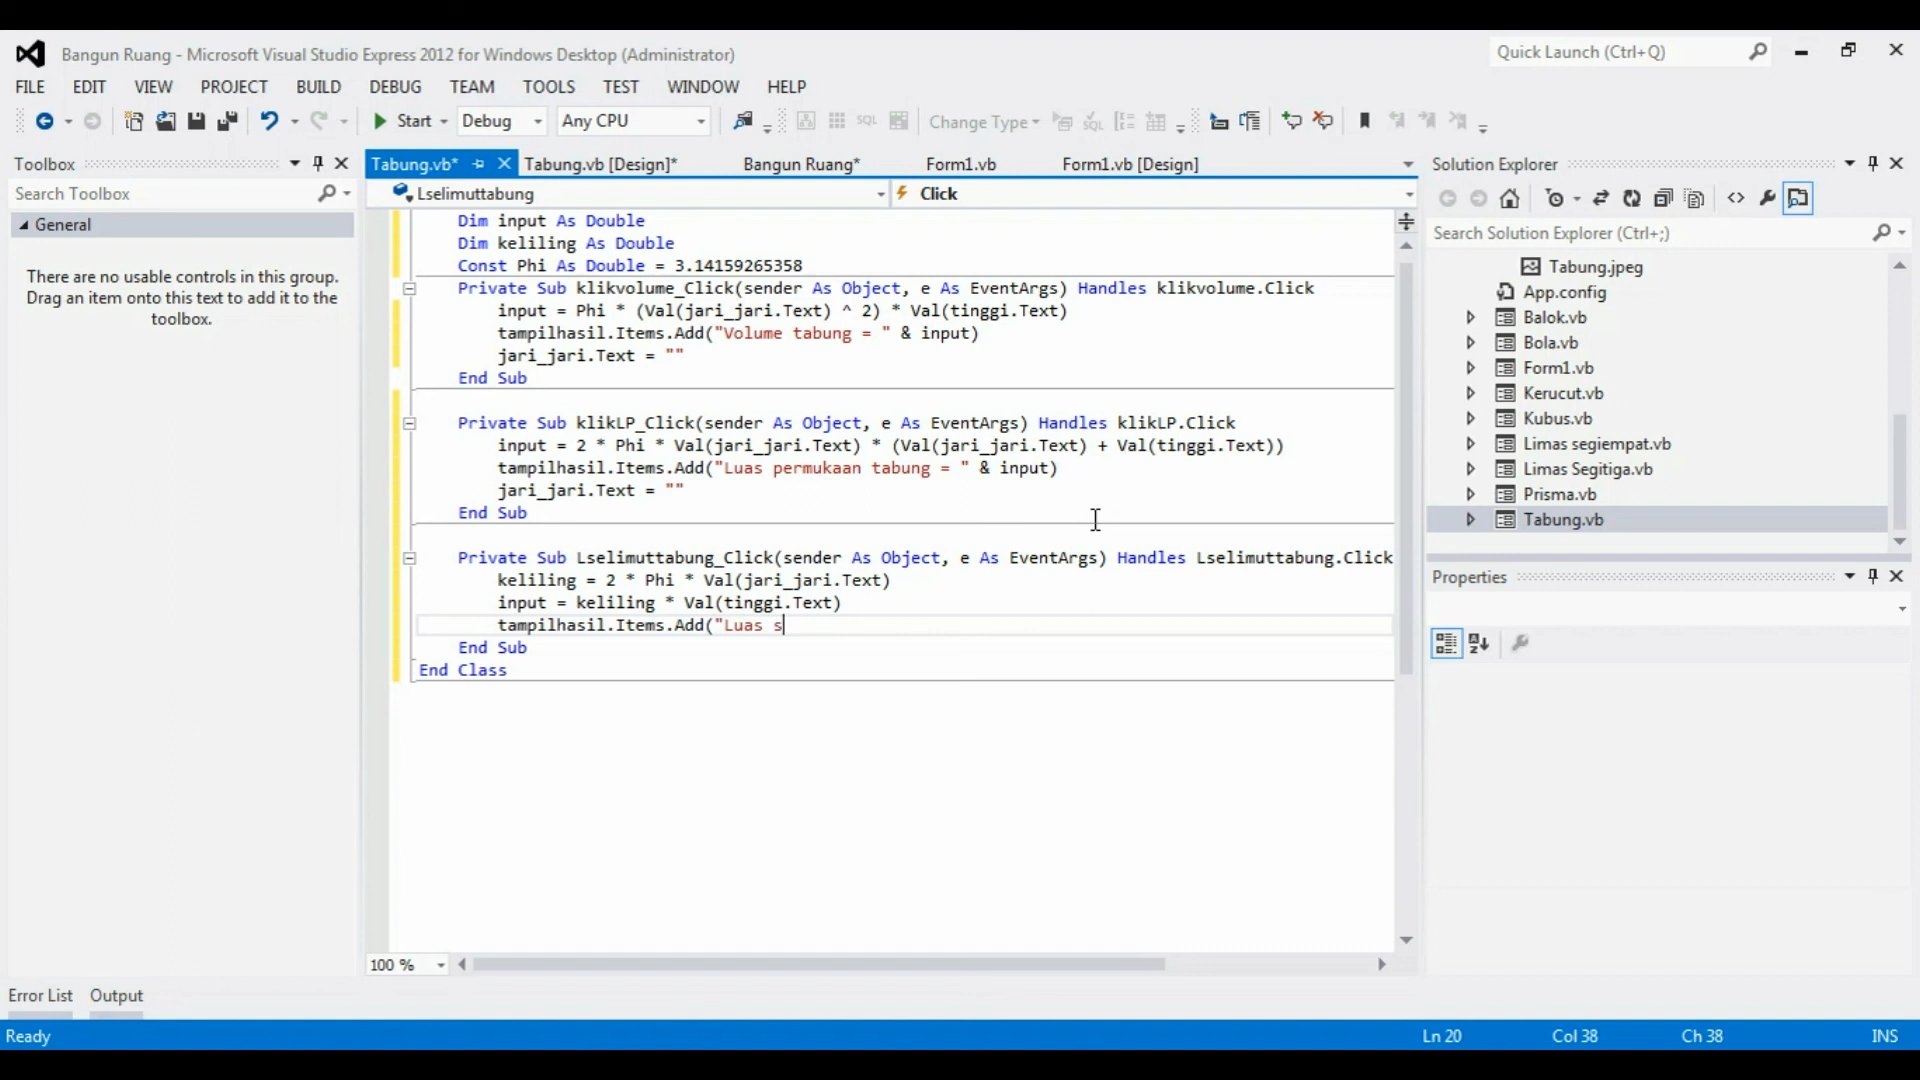 Bangun Ruang - Microsoft Visual Studio Express 2012 for Windows Desktop (Administrator)
Quick Launch (Ctrl+Q)
FILE EDIT VIEW PROJECT BUILD DEBUG TEAM TOOLS TEST WINDOW HELP
Start Debug Any CPU SQL Change Type SQL
Toolbox
Search Toolbox
General
There are no usable controls in this group.
Drag an item onto this text to add it to the
toolbox.
Tabung.vb* Tabung.vb [Design]* Bangun Ruang* Form1.vb Form1.vb [Design]
Lselimuttabung Click
Dim input As Double
Dim keliling As Double
Const Phi As Double = 3.14159265358
Private Sub klikvolume_Click(sender As Object, e As EventArgs) Handles klikvolume.Click
input = Phi * (Val(jari_jari.Text) ^ 2) * Val(tinggi.Text)
tampilhasil.Items.Add("Volume tabung = " & input)
jari_jari.Text = ""
End Sub
Private Sub klikLP_Click(sender As Object, e As EventArgs) Handles klikLP.Click
input = 2 * Phi * Val(jari_jari.Text) * (Val(jari_jari.Text) + Val(tinggi.Text))
tampilhasil.Items.Add("Luas permukaan tabung = " & input)
jari_jari.Text = ""
End Sub
Private Sub Lselimuttabung_Click(sender As Object, e As EventArgs) Handles Lselimuttabung.Click
keliling = 2 * Phi * Val(jari_jari.Text)
input = keliling * Val(tinggi.Text)
tampilhasil.Items.Add("Luas s
End Sub
End Class
100 %
Solution Explorer
Search Solution Explorer (Ctrl+;)
Tabung.jpeg
App.config
Balok.vb
Bola.vb
Form1.vb
Kerucut.vb
Kubus.vb
Limas segiempat.vb
Limas Segitiga.vb
Prisma.vb
Tabung.vb
Properties
Error List Output
Ready Ln 20 Col 38 Ch 38 INS